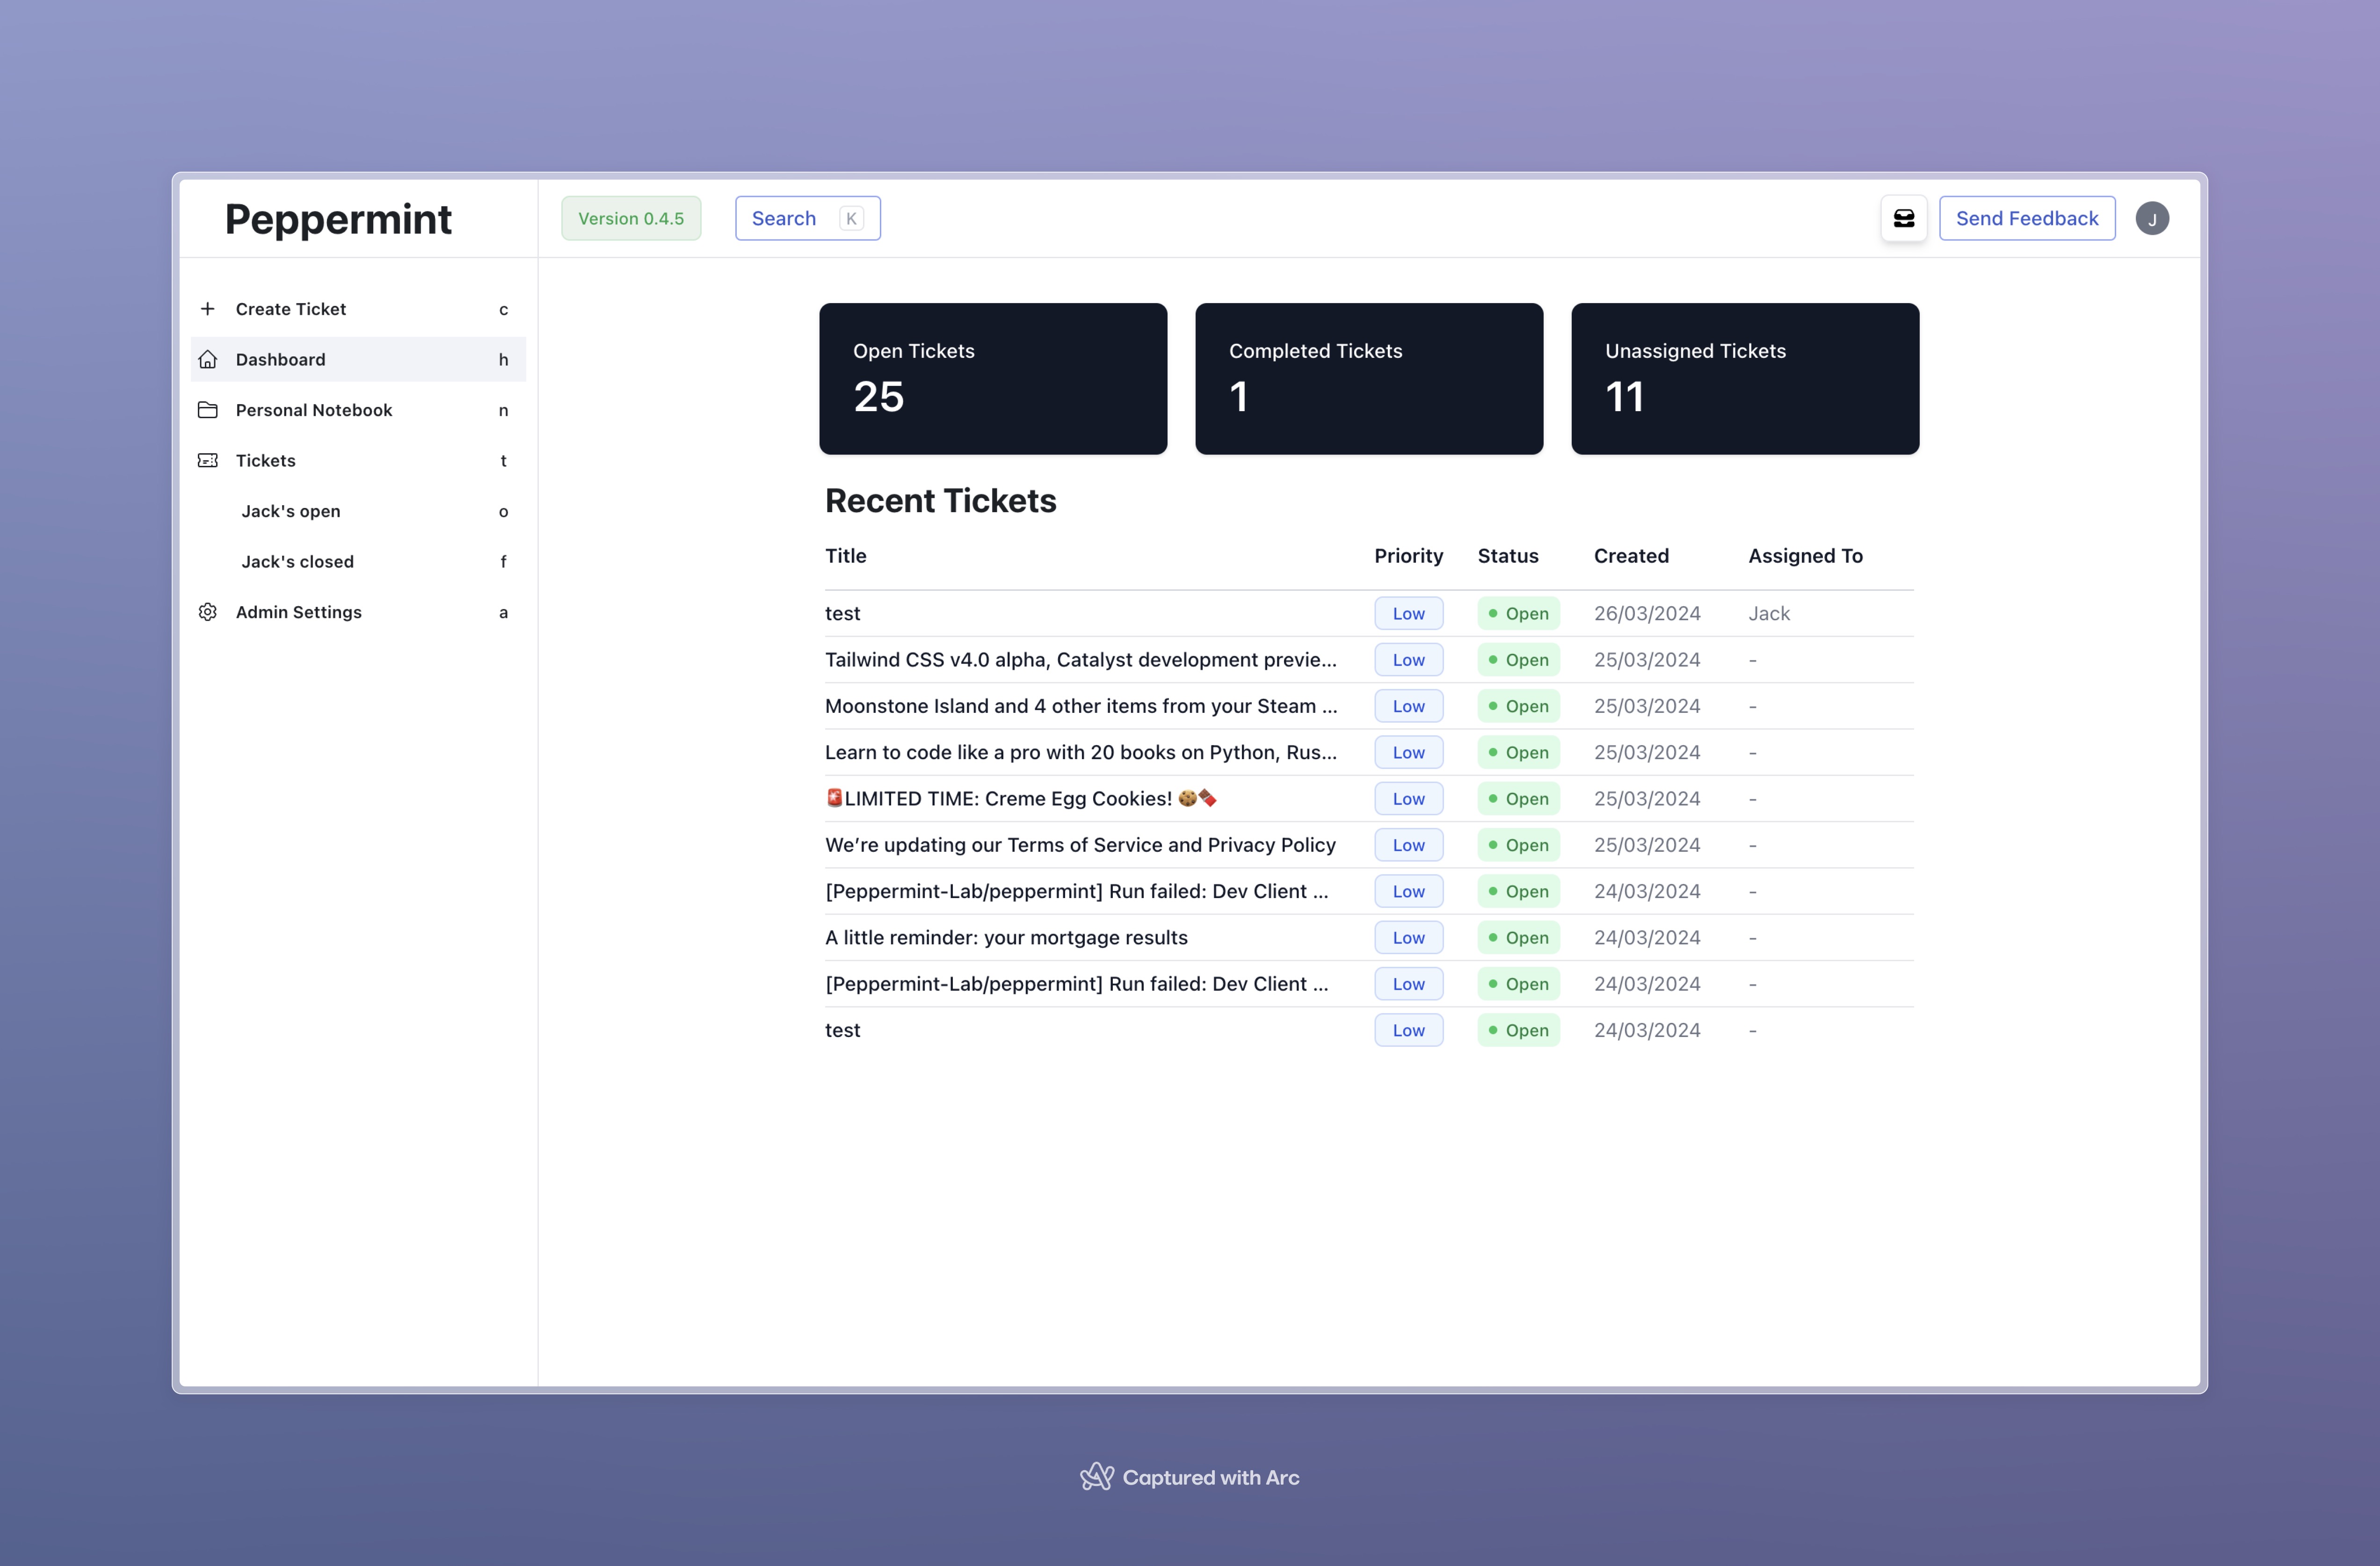 Peppermint
Version 0.4.5
Search K
Send Feedback
J
Create Ticket c
Dashboard h
Personal Notebook n
Tickets t
Jack's open o
Jack's closed f
Admin Settings a
Open Tickets
25
Completed Tickets
1
Unassigned Tickets
11
Recent Tickets
Title Priority Status Created Assigned To
test Low Open 26/03/2024 Jack
Tailwind CSS v4.0 alpha, Catalyst development previe... Low Open 25/03/2024 -
Moonstone Island and 4 other items from your Steam ... Low Open 25/03/2024 -
Learn to code like a pro with 20 books on Python, Rus... Low Open 25/03/2024 -
🚨LIMITED TIME: Creme Egg Cookies! 🍪🍫 Low Open 25/03/2024 -
We’re updating our Terms of Service and Privacy Policy Low Open 25/03/2024 -
[Peppermint-Lab/peppermint] Run failed: Dev Client ... Low Open 24/03/2024 -
A little reminder: your mortgage results Low Open 24/03/2024 -
[Peppermint-Lab/peppermint] Run failed: Dev Client ... Low Open 24/03/2024 -
test Low Open 24/03/2024 -
Captured with Arc